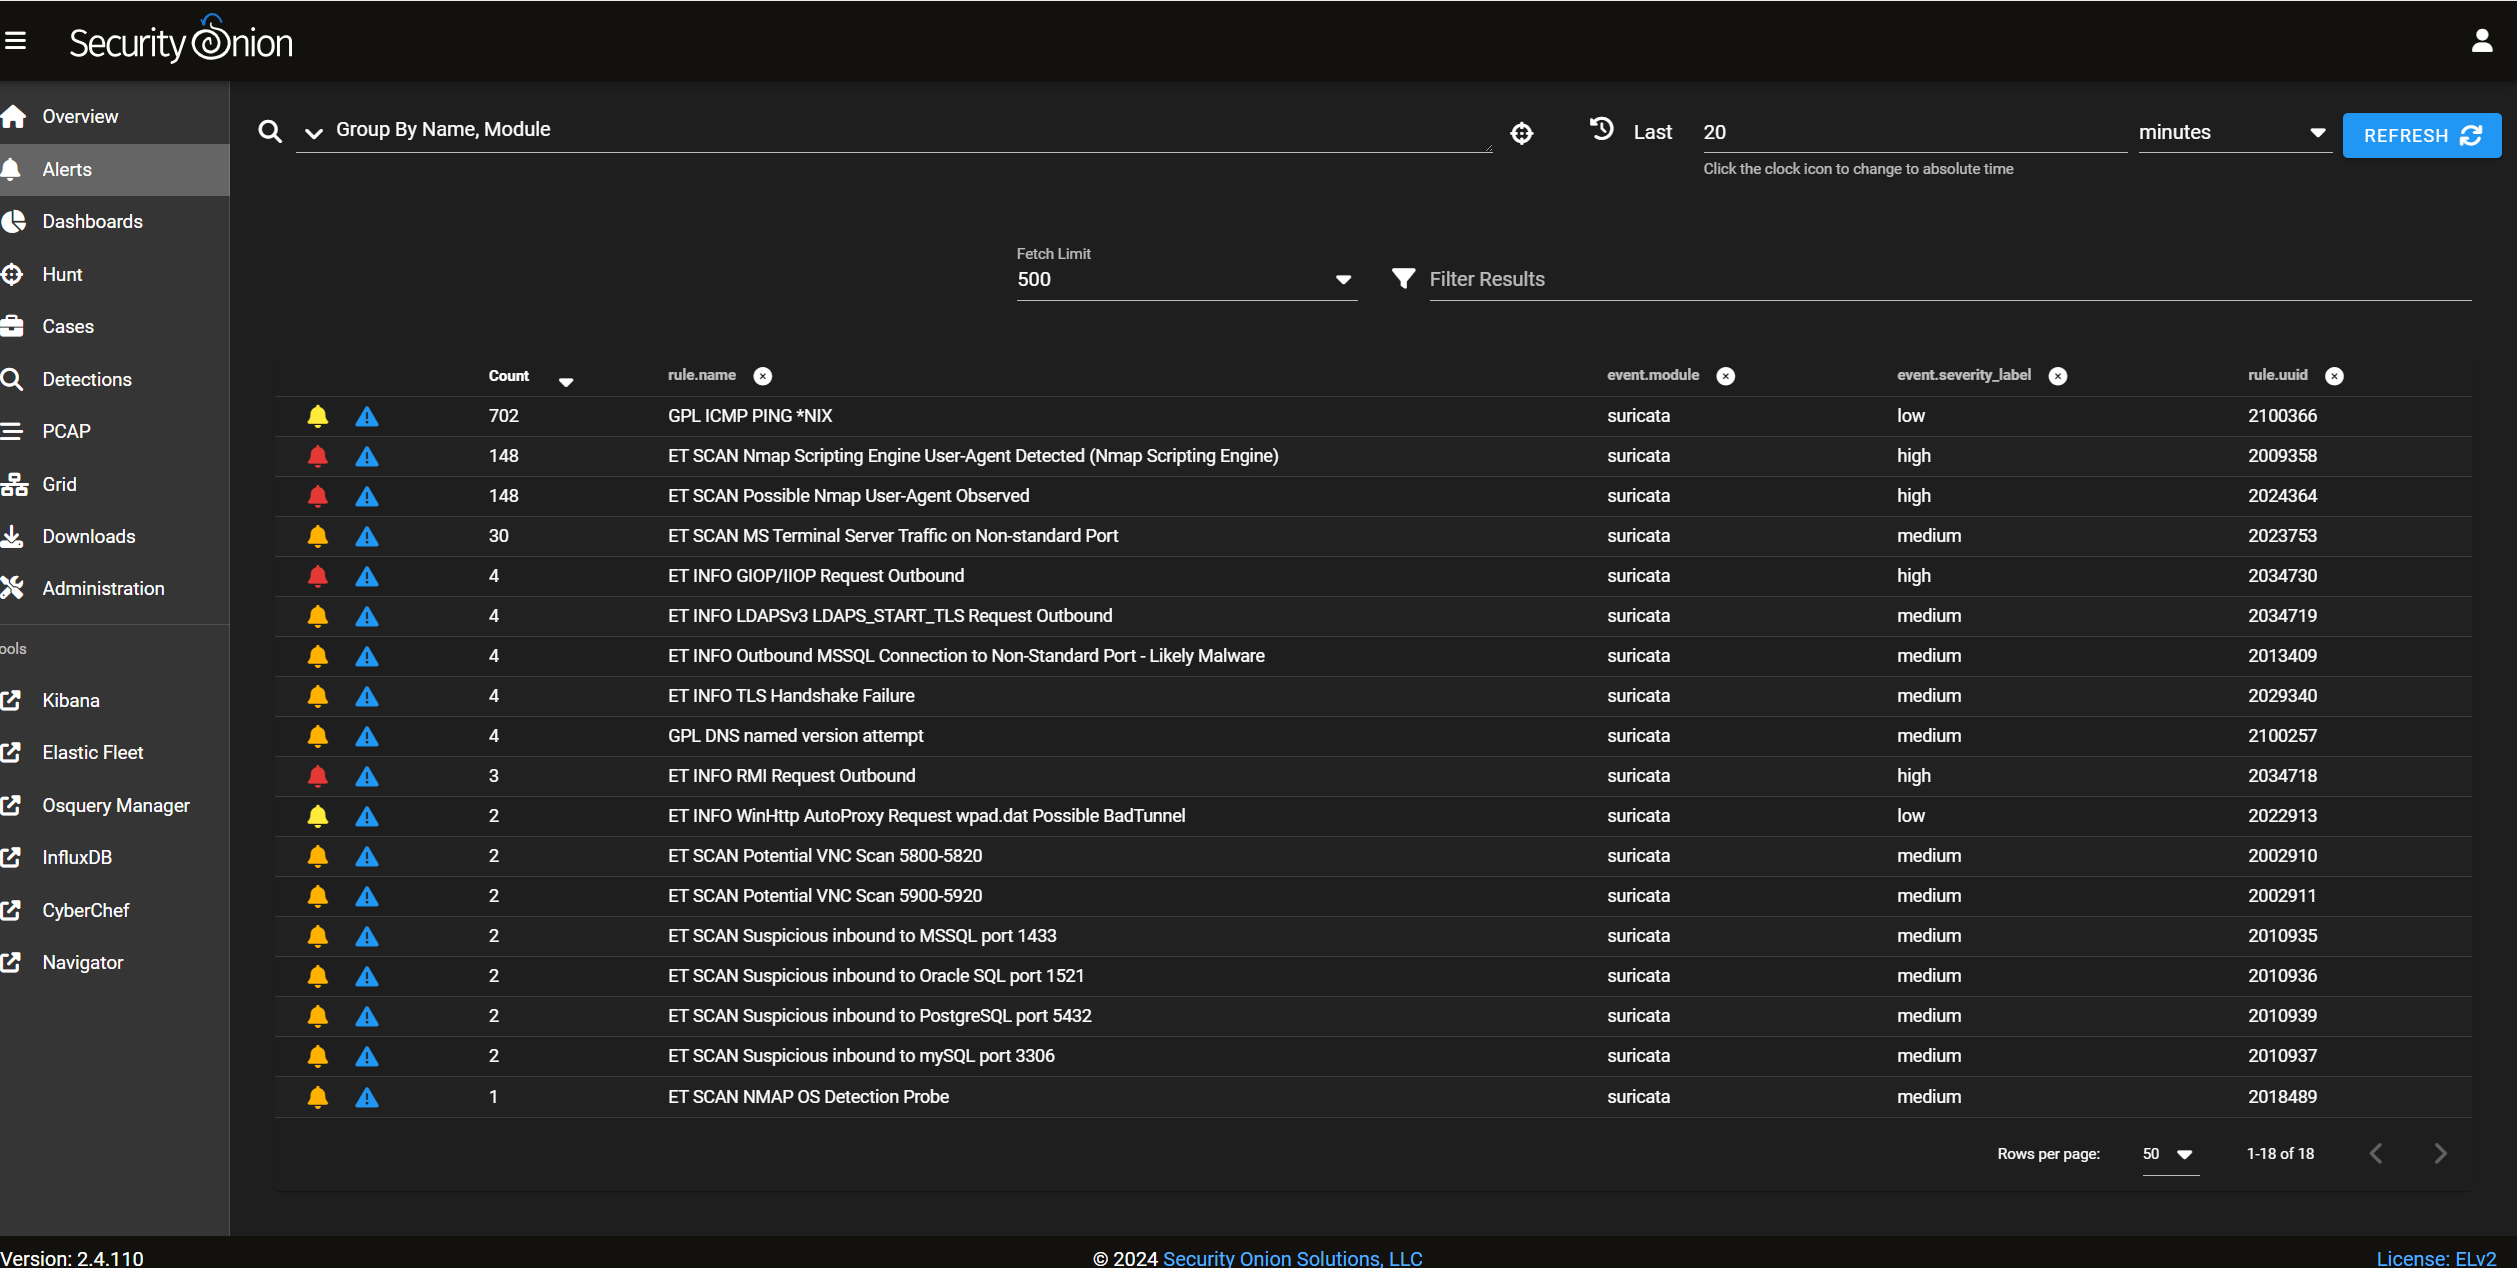 Security Onion
Overview
Alerts
Dashboards
Hunt
Cases
Detections
PCAP
Grid
Downloads
Administration
ools
Kibana
Elastic Fleet
Osquery Manager
InfluxDB
CyberChef
Navigator
Group By Name, Module
Last 20 minutes REFRESH
Click the clock icon to change to absolute time
Fetch Limit
500 Filter Results
Count rule.name event.module event.severity_label rule.uuid
702 GPL ICMP PING *NIX suricata low 2100366
148 ET SCAN Nmap Scripting Engine User-Agent Detected (Nmap Scripting Engine) suricata high 2009358
148 ET SCAN Possible Nmap User-Agent Observed suricata high 2024364
30 ET SCAN MS Terminal Server Traffic on Non-standard Port suricata medium 2023753
4 ET INFO GIOP/IIOP Request Outbound suricata high 2034730
4 ET INFO LDAPSv3 LDAPS_START_TLS Request Outbound suricata medium 2034719
4 ET INFO Outbound MSSQL Connection to Non-Standard Port - Likely Malware suricata medium 2013409
4 ET INFO TLS Handshake Failure suricata medium 2029340
4 GPL DNS named version attempt suricata medium 2100257
3 ET INFO RMI Request Outbound suricata high 2034718
2 ET INFO WinHttp AutoProxy Request wpad.dat Possible BadTunnel suricata low 2022913
2 ET SCAN Potential VNC Scan 5800-5820 suricata medium 2002910
2 ET SCAN Potential VNC Scan 5900-5920 suricata medium 2002911
2 ET SCAN Suspicious inbound to MSSQL port 1433 suricata medium 2010935
2 ET SCAN Suspicious inbound to Oracle SQL port 1521 suricata medium 2010936
2 ET SCAN Suspicious inbound to PostgreSQL port 5432 suricata medium 2010939
2 ET SCAN Suspicious inbound to mySQL port 3306 suricata medium 2010937
1 ET SCAN NMAP OS Detection Probe suricata medium 2018489
Rows per page: 50 1-18 of 18
Version: 2.4.110 © 2024 Security Onion Solutions, LLC License: ELv2